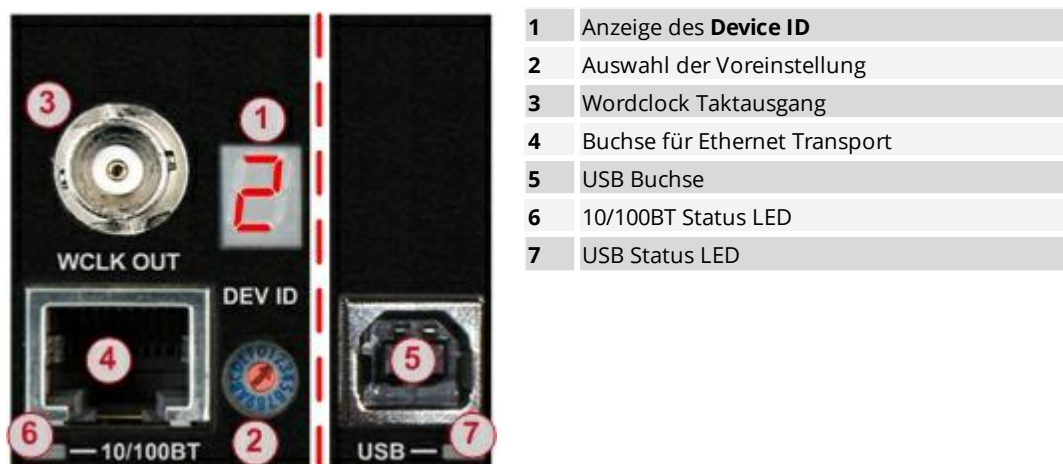 3
1
2
WCLK OUT
DEV ID
4
5
6
10/100BT
2
USB
7
1 Anzeige des Device ID
2 Auswahl der Voreinstellung
3 Wordclock Taktausgang
4 Buchse für Ethernet Transport
5 USB Buchse
6 10/100BT Status LED
7 USB Status LED